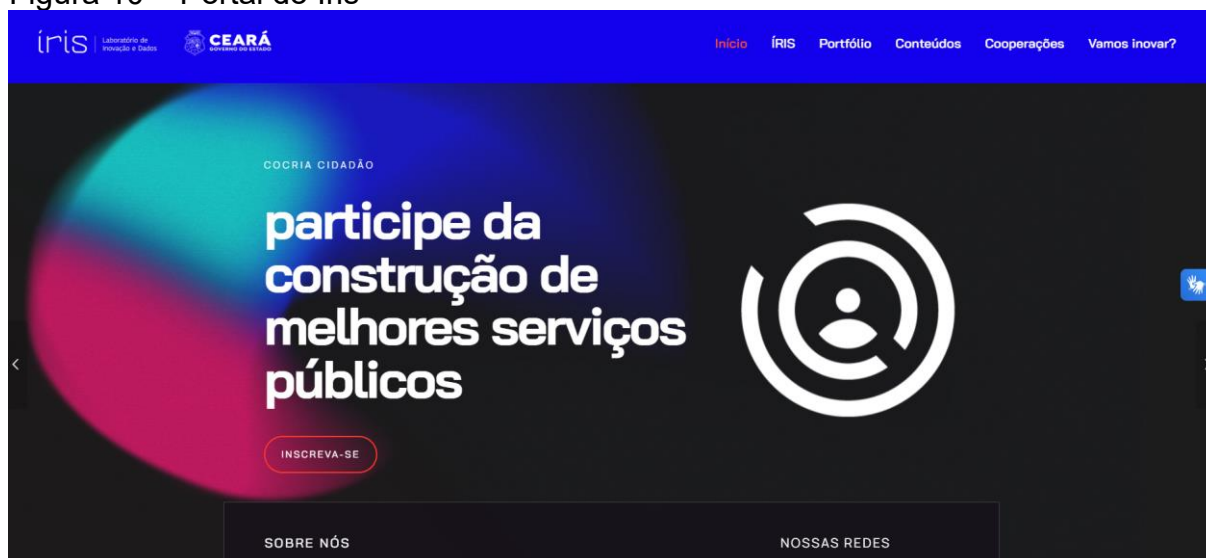 Figura 10 – Portal do Íris
íris | Laboratório de Inovação e Dados
CEARÁ
GOVERNO DO ESTADO
Início ÍRIS Portfólio Conteúdos Cooperações Vamos inovar?
COCRIA CIDADÃO
participe da
construção de
melhores serviços
públicos
INSCREVA-SE
SOBRE NÓS
NOSSAS REDES